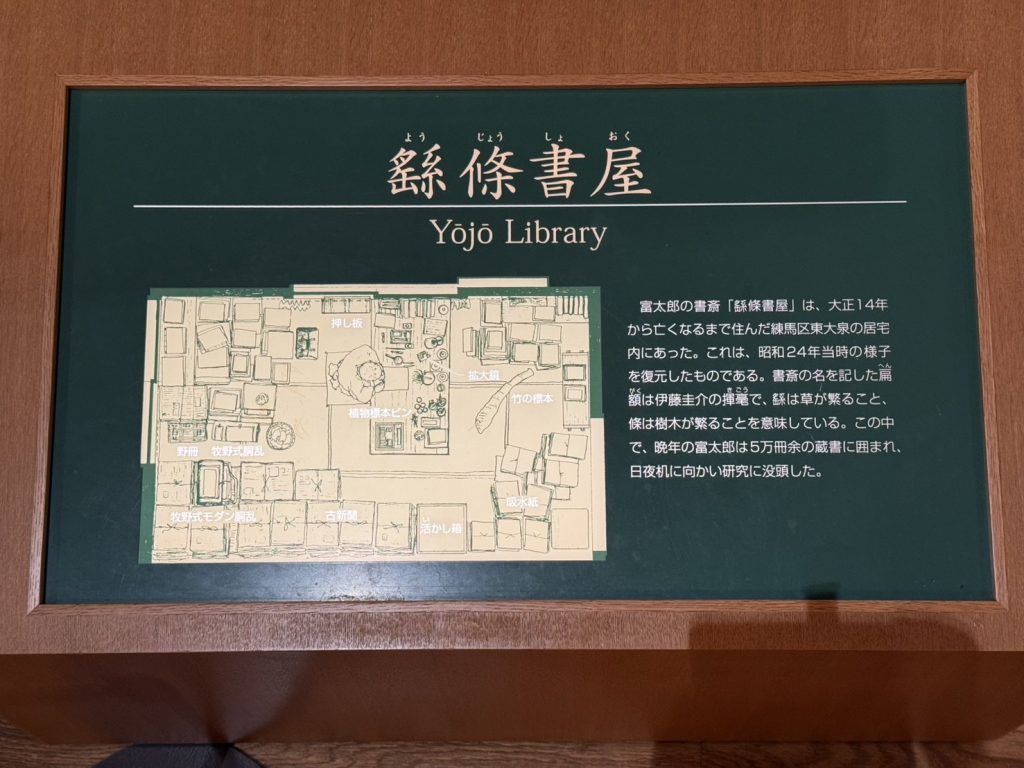 よう じょう しょ おく
繇條書屋
Yōjō Library
富太郎の書斎「繇條書屋」は、大正14年
から亡くなるまで住んだ練馬区東大泉の居宅
内にあった。これは、昭和24年当時の様子
を復元したものである。書斎の名を記した扁
へん
額は伊藤圭介の揮毫で、繇は草が繁ること、
がく きごう
條は樹木が繁ることを意味している。この中
で、晩年の富太郎は5万冊余の蔵書に囲まれ、
日夜机に向かい研究に没頭した。
押し板
拡大鏡
竹の標本
植物標本ビン
野冊
牧野式胴乱
牧野式モダン胴乱
古新聞
い
活かし箱
吸水紙